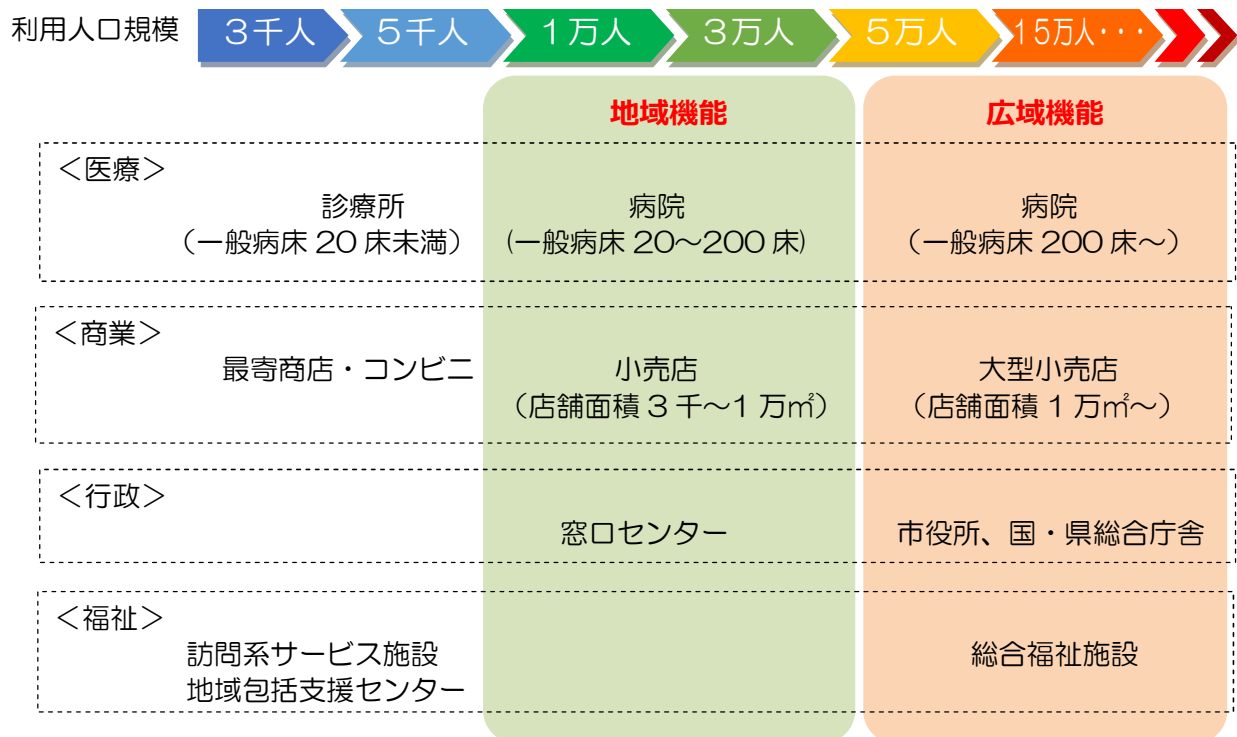 利用人口規模 3千人 5千人 1万人 3万人 5万人 15万人・・・
地域機能 広域機能
<医療>
診療所 病院 病院
（一般病床 20 床未満） (一般病床 20～200 床) （一般病床 200 床～）
<商業>
最寄商店・コンビニ 小売店 大型小売店
（店舗面積 3 千～1 万㎡） （店舗面積 1 万㎡～）
<行政>
窓口センター 市役所、国・県総合庁舎
<福祉>
訪問系サービス施設 総合福祉施設
地域包括支援センター